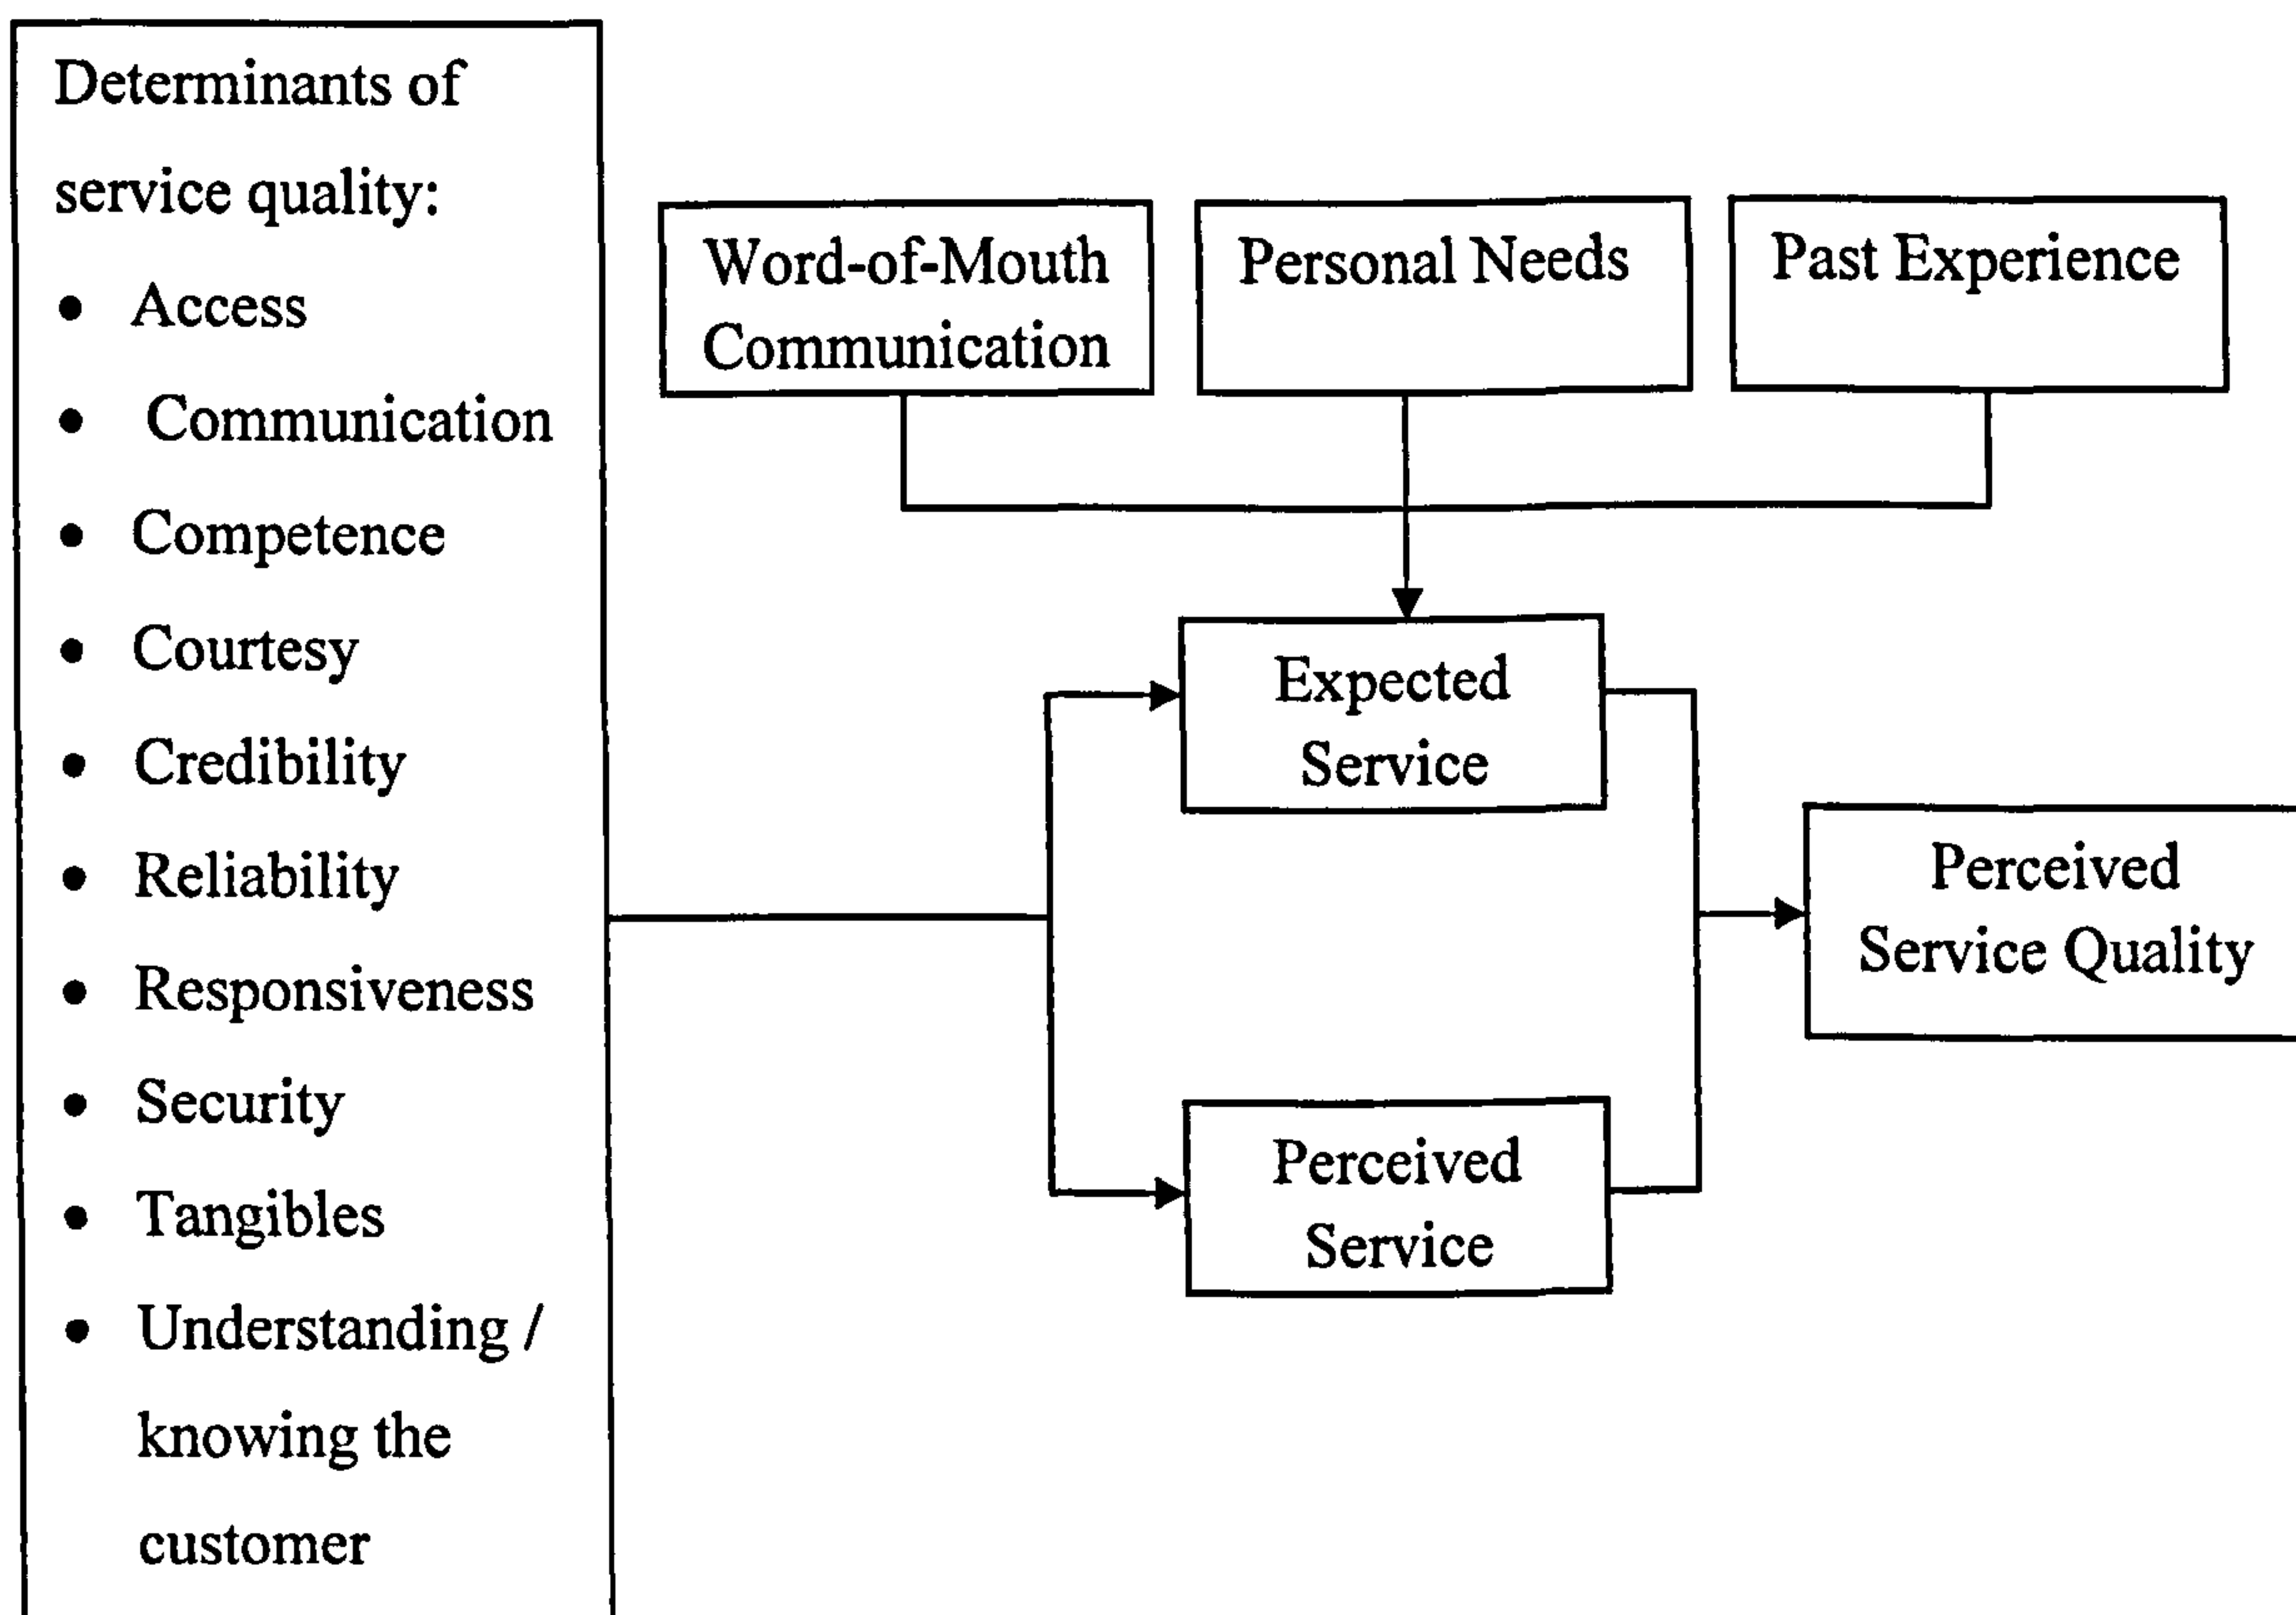 Determinants of
service quality:
• Access
• Communication
• Competence
• Courtesy
• Credibility
• Reliability
• Responsiveness
• Security
• Tangibles
• Understanding /
knowing the
customer
Word-of-Mouth
Communication
Personal Needs
Past Experience
Expected
Service
Perceived
Service
Perceived
Service Quality